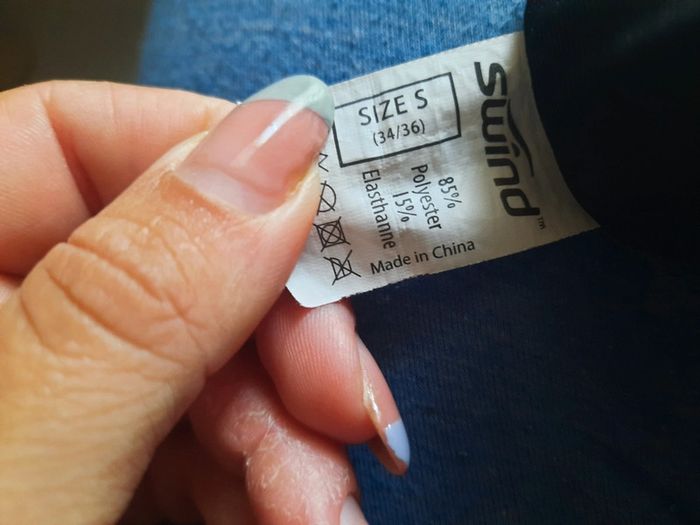 SIZE S
(34/36)
85%
Polyester
15%
Elasthanne
Made in China
swind™